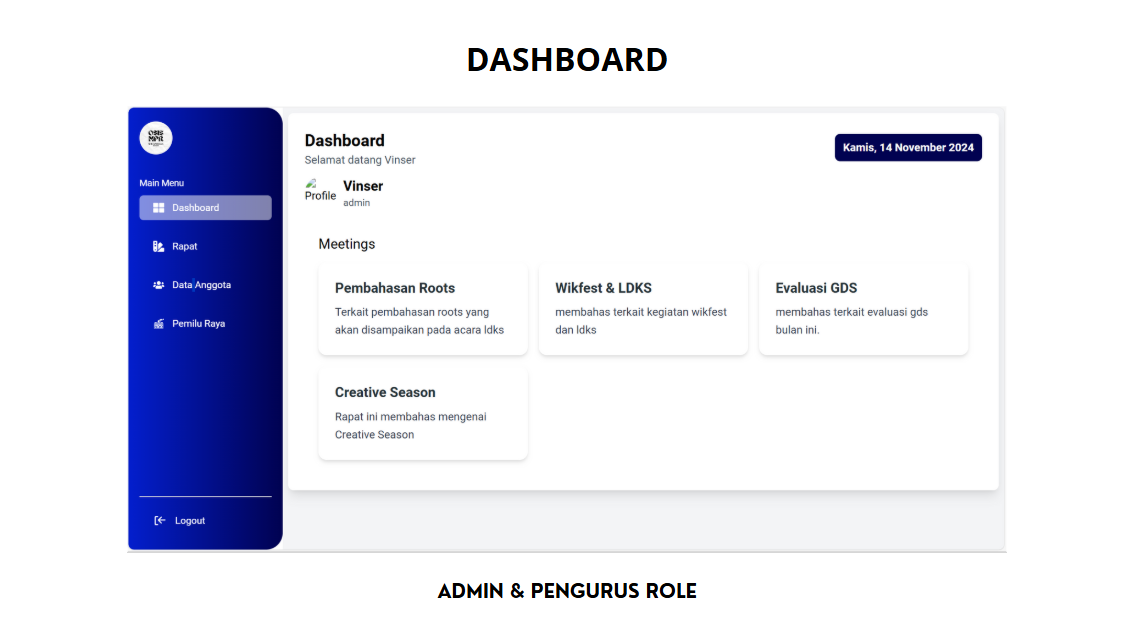 DASHBOARD
OSIS
MPR
Dashboard
Selamat datang Vinser
Kamis, 14 November 2024
Profile
Vinser
admin
Main Menu
Dashboard
Rapat
Data Anggota
Pemilu Raya
Logout
Meetings
Pembahasan Roots
Terkait pembahasan roots yang
akan disampaikan pada acara ldks
Wikfest & LDKS
membahas terkait kegiatan wikfest
dan ldks
Evaluasi GDS
membahas terkait evaluasi gds
bulan ini.
Creative Season
Rapat ini membahas mengenai
Creative Season
ADMIN & PENGURUS ROLE